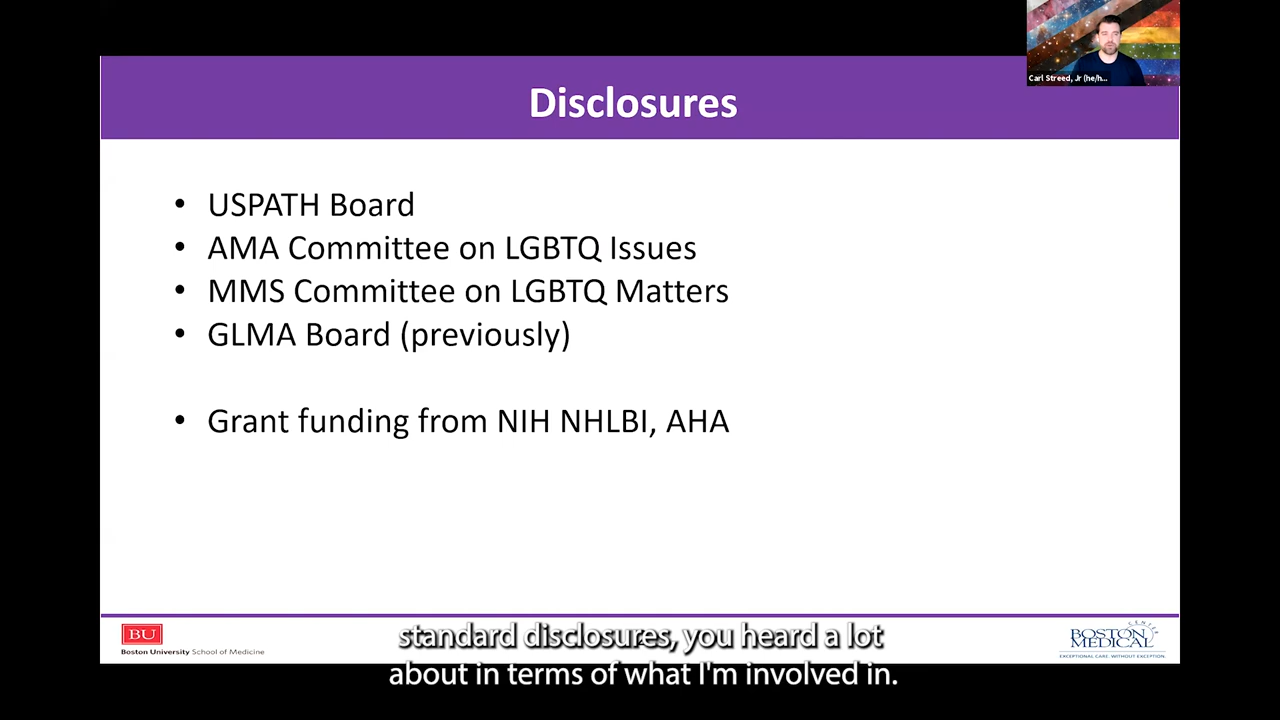 Carl Streed, Jr (he/h...
Disclosures
• USPATH Board
• AMA Committee on LGBTQ Issues
• MMS Committee on LGBTQ Matters
• GLMA Board (previously)
• Grant funding from NIH NHLBI, AHA
standard disclosures, you heard a lot
about in terms of what I'm involved in.
BU
Boston University School of Medicine
BOSTON
MEDICAL
CENTER
EXCEPTIONAL CARE. WITHOUT EXCEPTION.